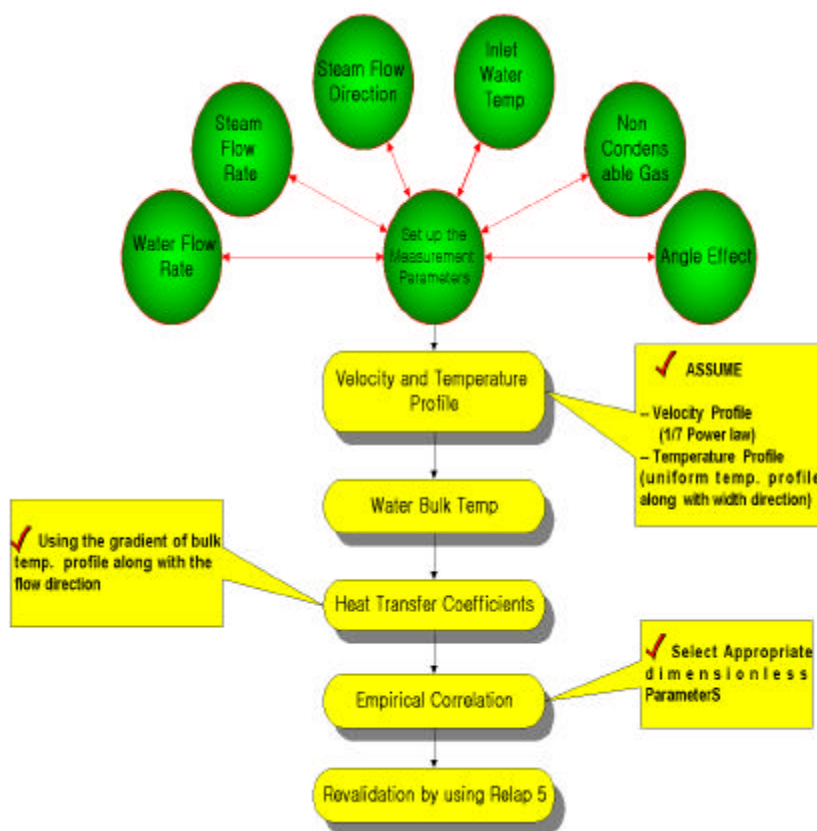 Steam Flow
Direction
Inlet
Water
Temp
Steam
Flow
Rate
Non
Condens
able Gas
Water Flow
Rate
Set up the
Measurement
Parameters
Angle Effect
Velocity and Temperature
Profile
✓ ASSUME
– Velocity Profile
(1/7 Power law)
– Temperature Profile
(uniform temp. profile
along with width direction)
Water Bulk Temp
✓ Using the gradient of bulk
temp. profile along with the
flow direction
Heat Transfer Coefficients
✓ Select Appropriate
dimensionless
ParameterS
Empirical Correlation
Revalidation by using Relap 5